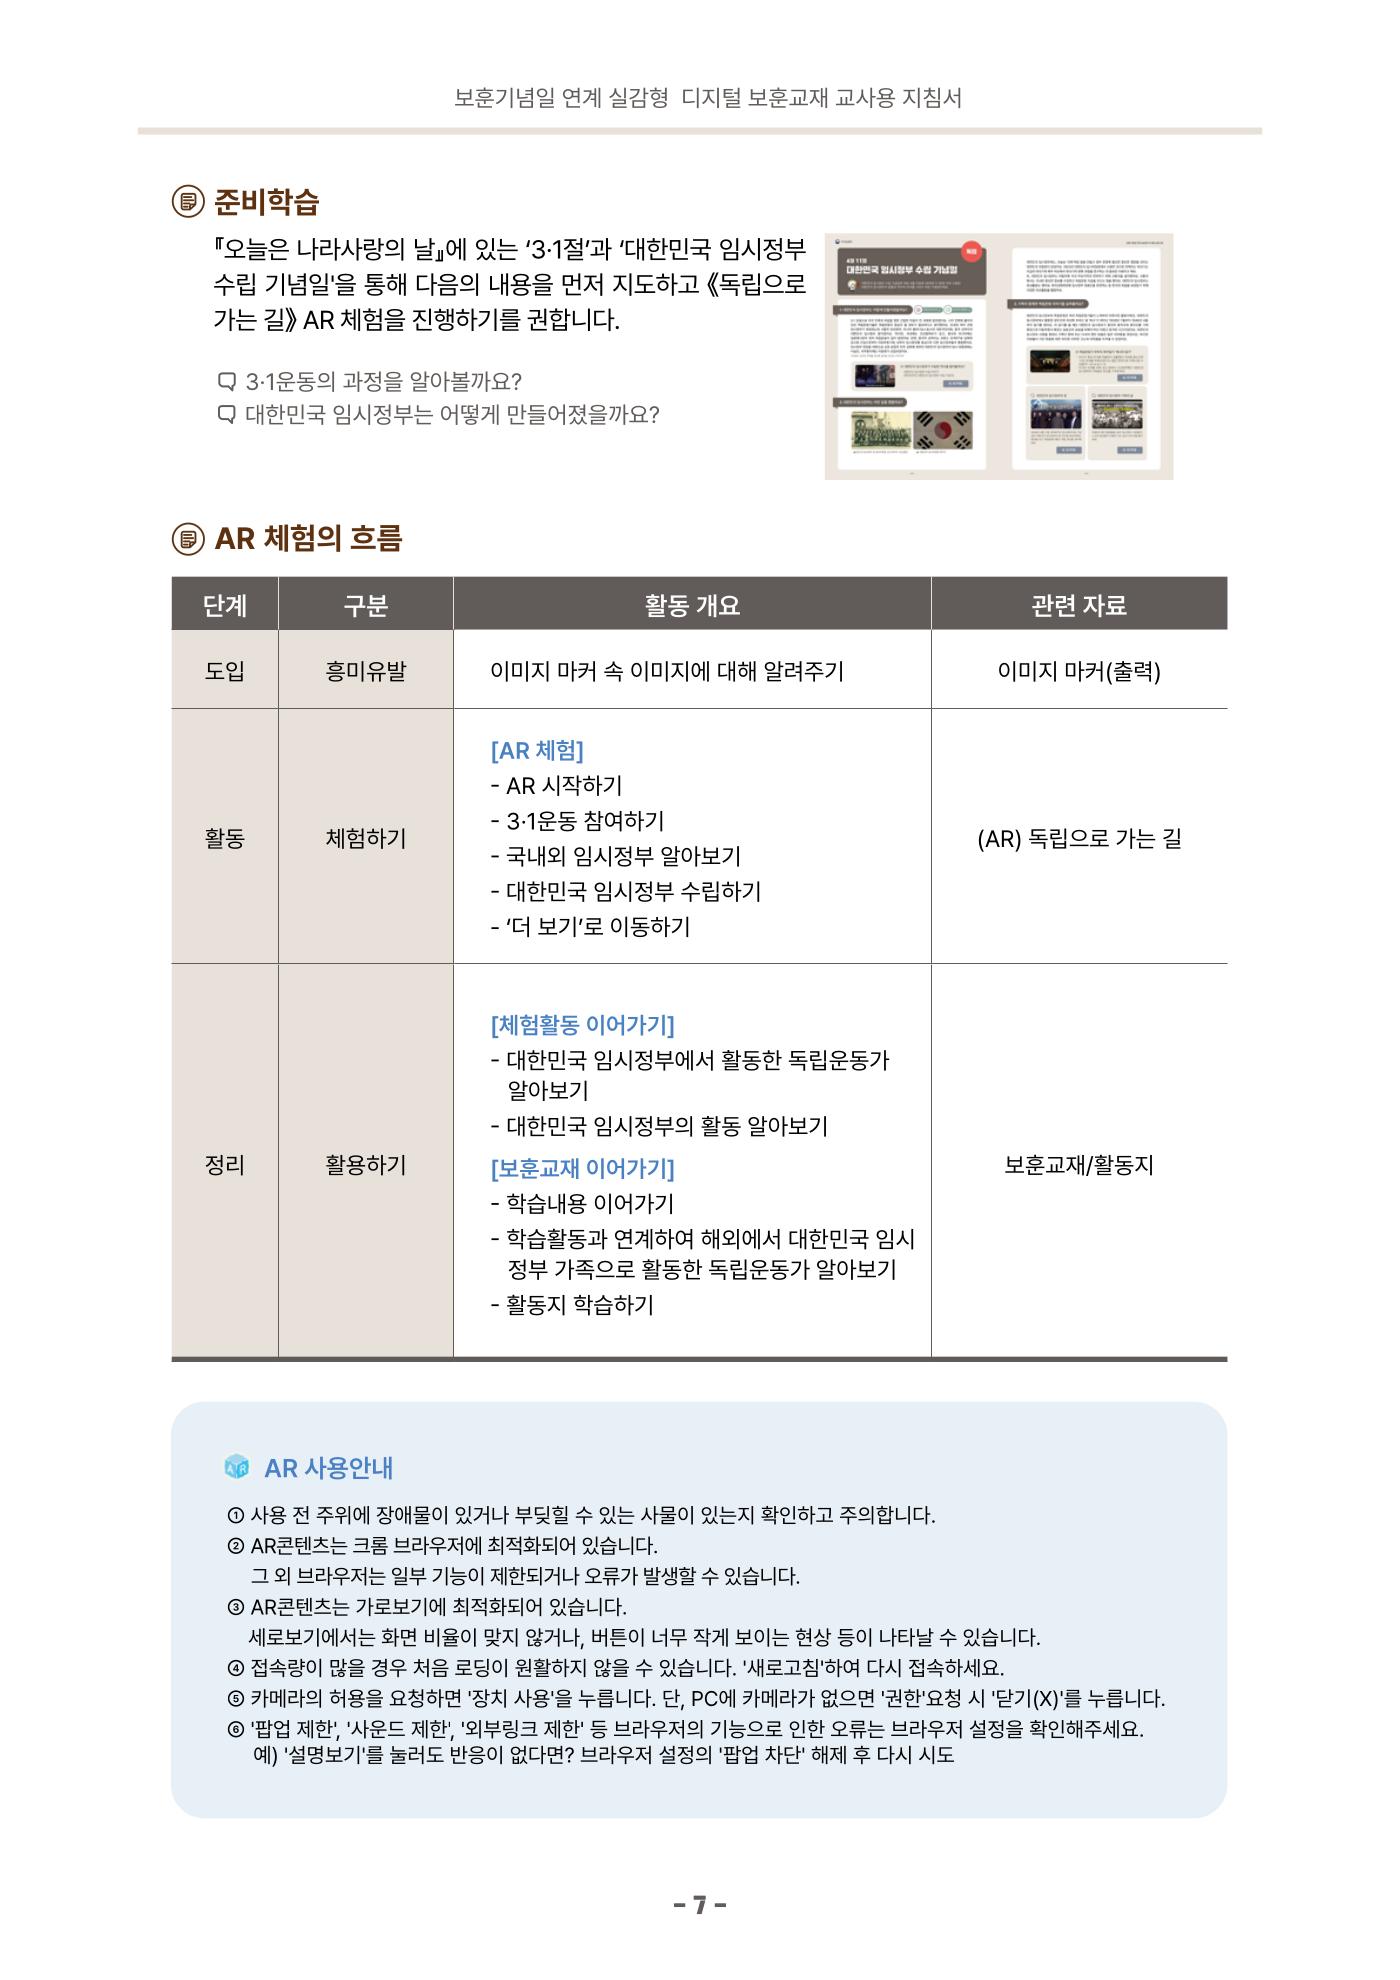 보훈기념일 연계 실감형 디지털 보훈교재 교사용 지침서
준비학습
『오늘은 나라사랑의 날』에 있는 ‘3·1절’과 ‘대한민국 임시정부
수립 기념일'을 통해 다음의 내용을 먼저 지도하고 《독립으로
가는 길》 AR 체험을 진행하기를 권합니다.
3·1운동의 과정을 알아볼까요?
대한민국 임시정부는 어떻게 만들어졌을까요?
4월 11일
대한민국 임시정부 수립 기념일
AR 체험의 흐름
단계 구분 활동 개요 관련 자료
도입 흥미유발 이미지 마커 속 이미지에 대해 알려주기 이미지 마커(출력)
활동 체험하기
[AR 체험]
- AR 시작하기
- 3·1운동 참여하기
- 국내외 임시정부 알아보기
- 대한민국 임시정부 수립하기
- ‘더 보기’로 이동하기
(AR) 독립으로 가는 길
정리 활용하기
[체험활동 이어가기]
- 대한민국 임시정부에서 활동한 독립운동가
알아보기
- 대한민국 임시정부의 활동 알아보기
[보훈교재 이어가기]
- 학습내용 이어가기
- 학습활동과 연계하여 해외에서 대한민국 임시
정부 가족으로 활동한 독립운동가 알아보기
- 활동지 학습하기
보훈교재/활동지
AR 사용안내
① 사용 전 주위에 장애물이 있거나 부딪힐 수 있는 사물이 있는지 확인하고 주의합니다.
② AR콘텐츠는 크롬 브라우저에 최적화되어 있습니다.
그 외 브라우저는 일부 기능이 제한되거나 오류가 발생할 수 있습니다.
③ AR콘텐츠는 가로보기에 최적화되어 있습니다.
세로보기에서는 화면 비율이 맞지 않거나, 버튼이 너무 작게 보이는 현상 등이 나타날 수 있습니다.
④ 접속량이 많을 경우 처음 로딩이 원활하지 않을 수 있습니다. '새로고침'하여 다시 접속하세요.
⑤ 카메라의 허용을 요청하면 '장치 사용'을 누릅니다. 단, PC에 카메라가 없으면 '권한'요청 시 '닫기(X)'를 누릅니다.
⑥ '팝업 제한', '사운드 제한', '외부링크 제한' 등 브라우저의 기능으로 인한 오류는 브라우저 설정을 확인해주세요.
예) '설명보기'를 눌러도 반응이 없다면? 브라우저 설정의 '팝업 차단' 해제 후 다시 시도
- 7 -